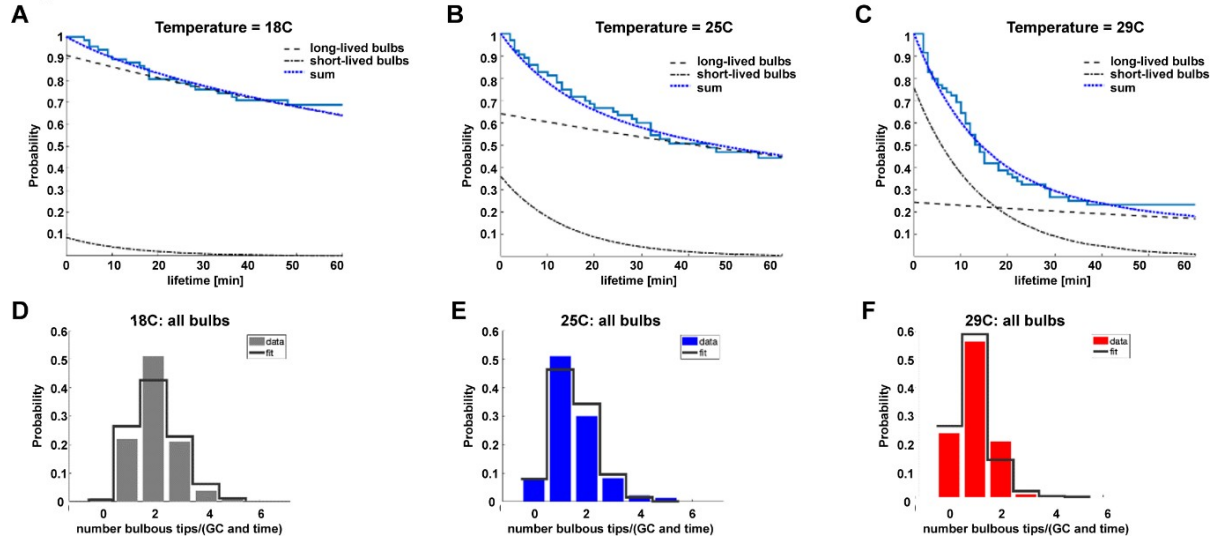 A
Temperature = 18C
1
0.9
0.8
0.7
0.6
0.5
0.4
0.3
0.2
0.1
Probability
0 10 20 30 40 50 60
lifetime [min]
long-lived bulbs
short-lived bulbs
sum
B
Temperature = 25C
1
0.9
0.8
0.7
0.6
0.5
0.4
0.3
0.2
0.1
Probability
0 10 20 30 40 50 60
lifetime [min]
long-lived bulbs
short-lived bulbs
sum
C
Temperature = 29C
1
0.9
0.8
0.7
0.6
0.5
0.4
0.3
0.2
0.1
Probability
0 10 20 30 40 50 60
lifetime [min]
long-lived bulbs
short-lived bulbs
sum
D
18C: all bulbs
0.6
0.5
0.4
0.3
0.2
0.1
0
Probability
0 2 4 6
number bulbous tips/(GC and time)
data
fit
E
25C: all bulbs
0.6
0.5
0.4
0.3
0.2
0.1
0
Probability
0 2 4 6
number bulbous tips/(GC and time)
data
fit
F
29C: all bulbs
0.6
0.5
0.4
0.3
0.2
0.1
0
Probability
0 2 4 6
number bulbous tips/(GC and time)
data
fit